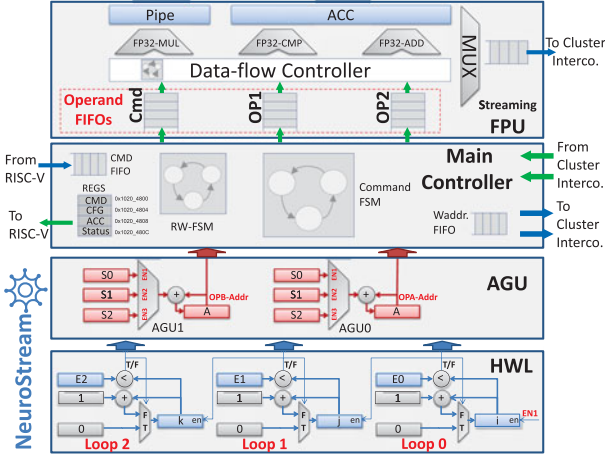 Pipe
ACC
FP32-MUL
FP32-CMP
FP32-ADD
MUX
To Cluster
Interco.
Data-flow Controller
Operand
FIFOs
Cmd
OP1
OP2
Streaming
FPU
From
RISC-V
CMD
FIFO
REGS
CMD 0x1020_4800
CFG 0x1020_4804
ACC 0x1020_4808
Status 0x1020_480C
To
RISC-V
RW-FSM
Command
FSM
Main
Controller
Waddr.
FIFO
From
Cluster
Interco.
To
Cluster
Interco.
NeuroStream
S0
S1
S2
EN1
EN2
EN3
+
OPB-Addr
A
AGU1
S0
S1
S2
EN1
EN2
EN3
+
OPA-Addr
A
AGU0
AGU
HWL
T/F
E2
<
1
+
F
T
0
k
en
Loop 2
T/F
E1
<
1
+
F
T
0
j
en
Loop 1
T/F
E0
<
1
+
F
T
0
i
en
EN1
Loop 0